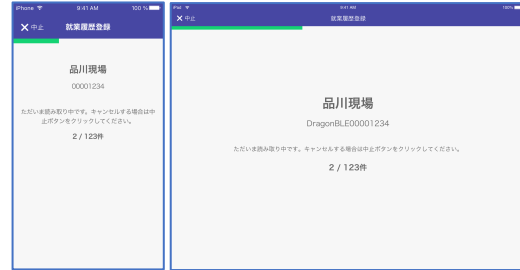 iPhone 9:41 AM 100 %
✕ 中止 就業履歴登録
品川現場
00001234
ただいま読み取り中です。キャンセルする場合は中
止ボタンをクリックしてください。
2 / 123件
iPad 9:41 AM 100%
✕ 中止 就業履歴登録
品川現場
DragonBLE00001234
ただいま読み取り中です。キャンセルする場合は中止ボタンをクリックしてください。
2 / 123件